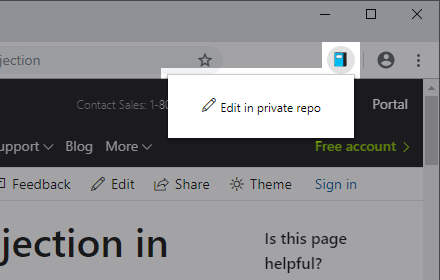 jection
Edit in private repo
Contact Sales: 1-80
Portal
upport
Blog
More
Free account
Feedback
Edit
Share
Theme
Sign in
jection in
Is this page
helpful?